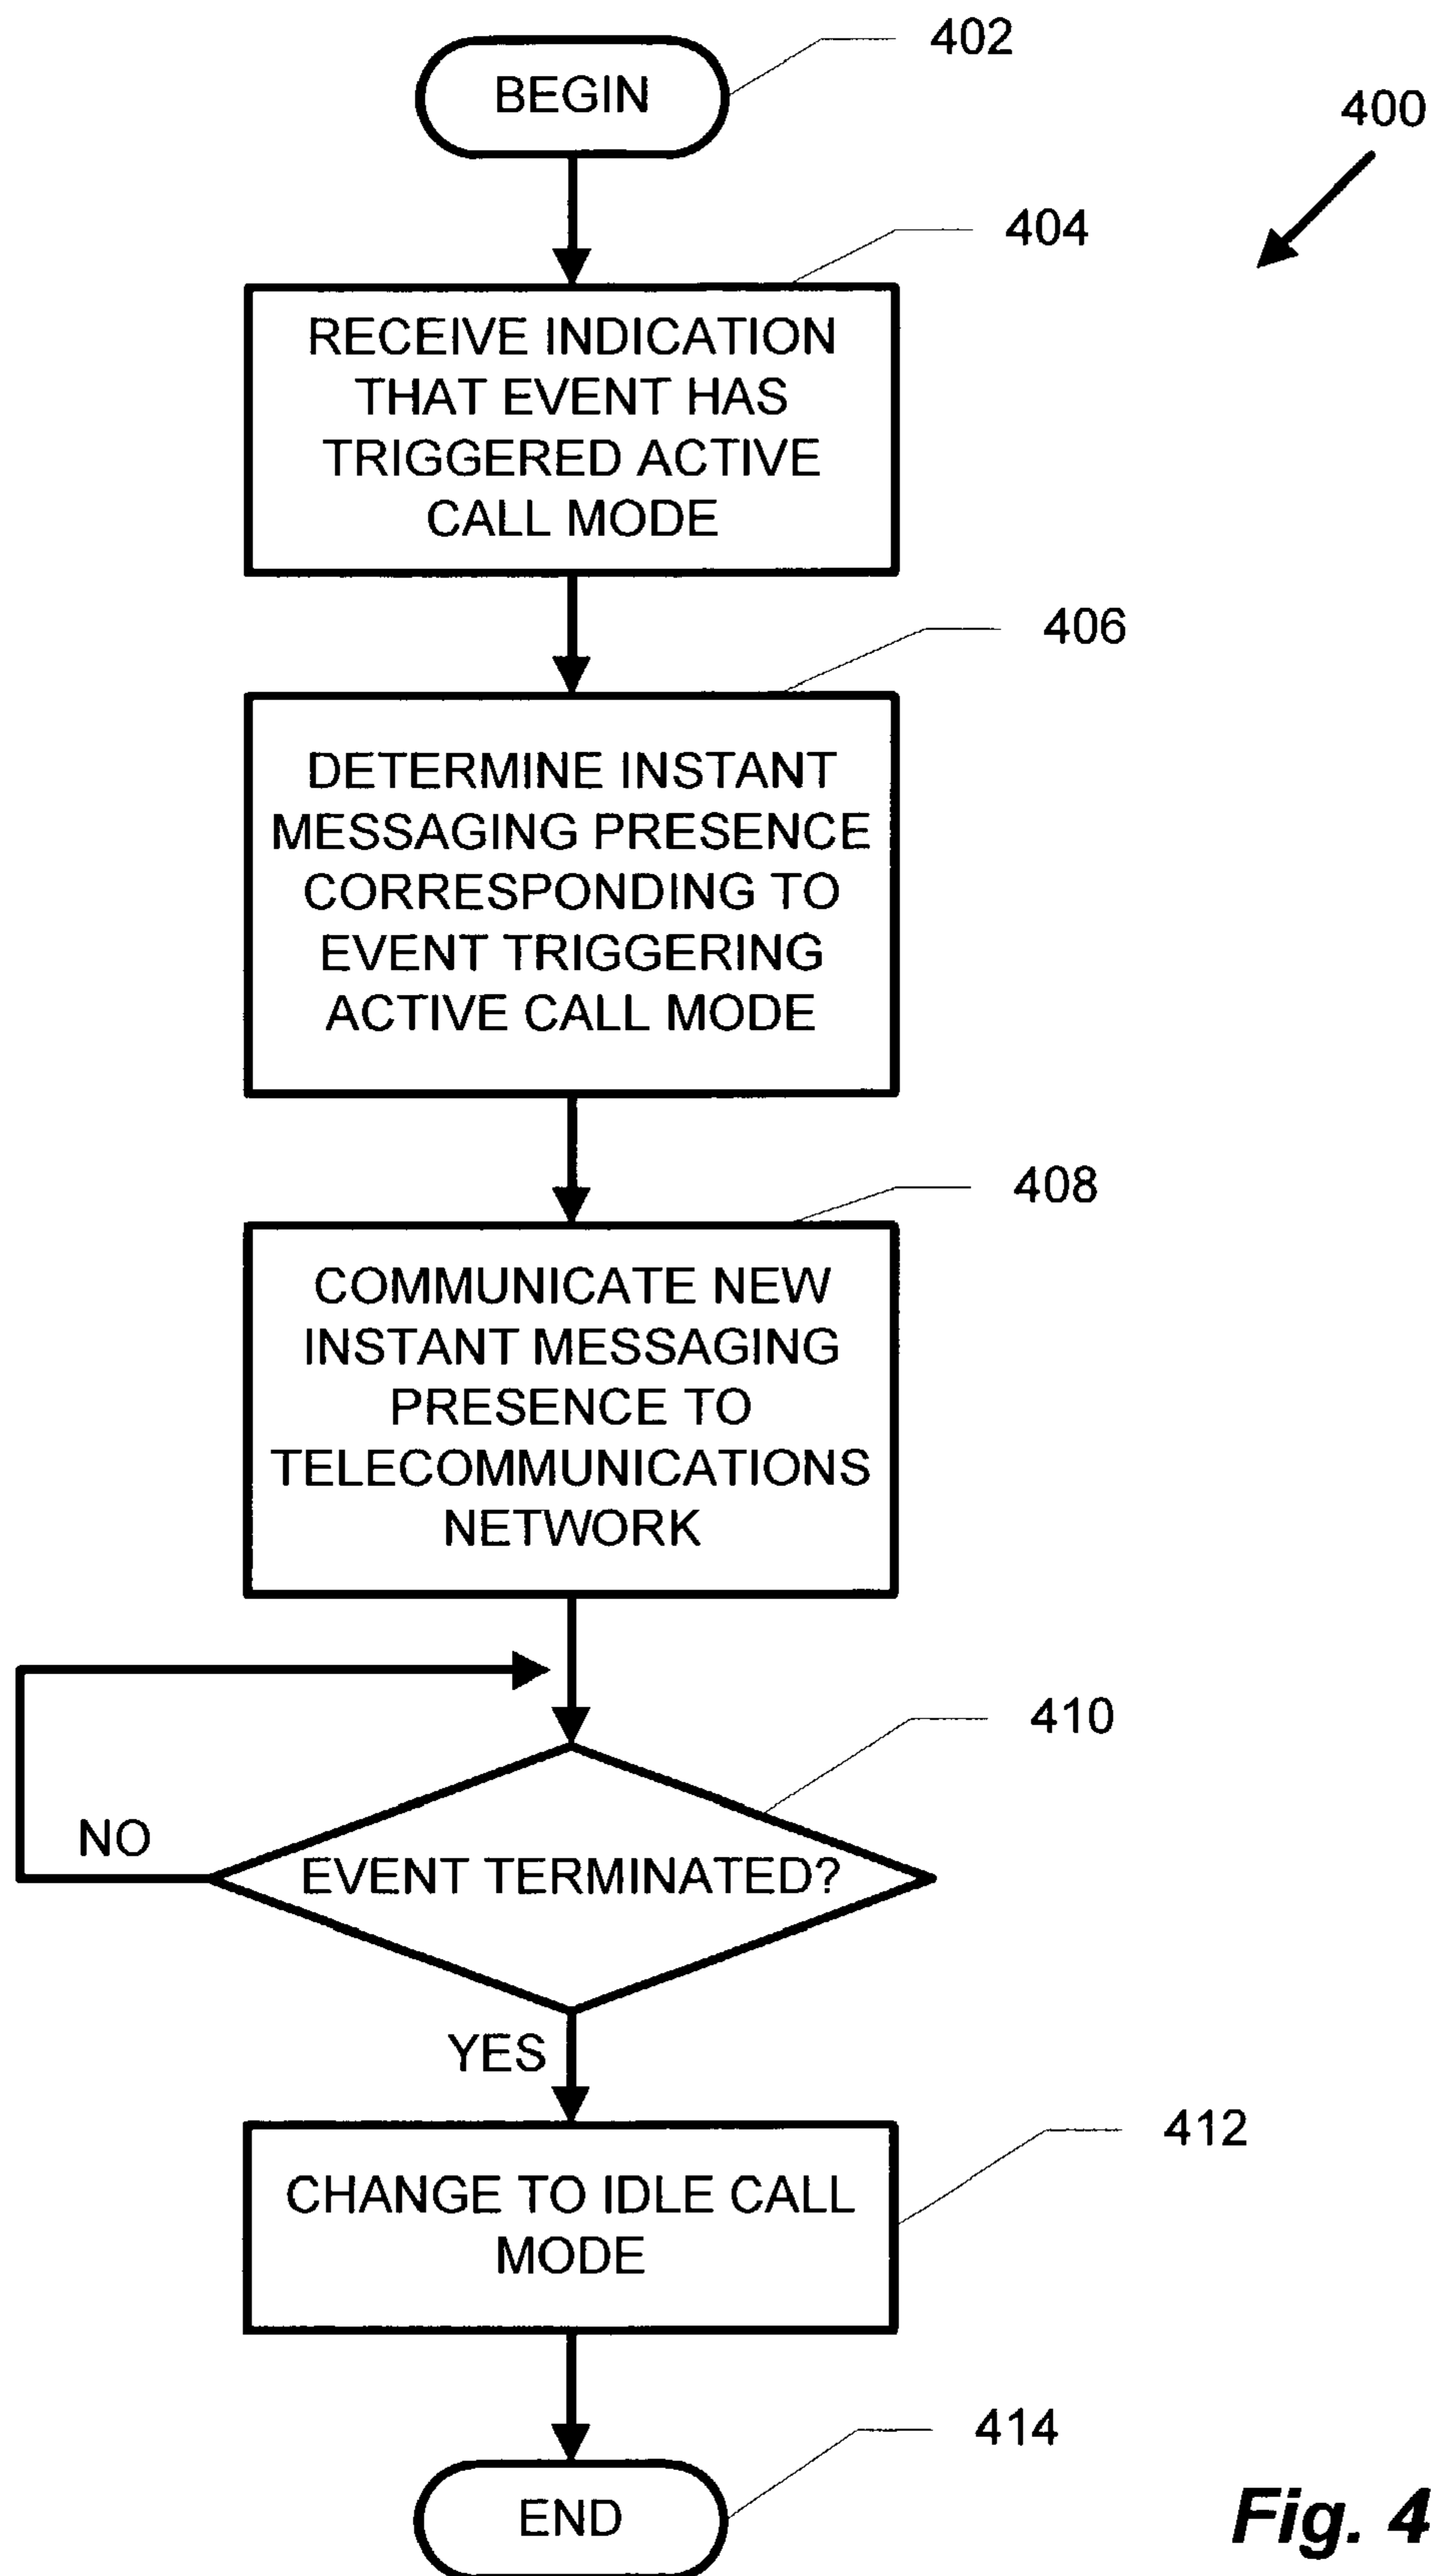 402
BEGIN
400
404
RECEIVE INDICATION
THAT EVENT HAS
TRIGGERED ACTIVE
CALL MODE
406
DETERMINE INSTANT
MESSAGING PRESENCE
CORRESPONDING TO
EVENT TRIGGERING
ACTIVE CALL MODE
408
COMMUNICATE NEW
INSTANT MESSAGING
PRESENCE TO
TELECOMMUNICATIONS
NETWORK
410
NO
EVENT TERMINATED?
YES
412
CHANGE TO IDLE CALL
MODE
414
END
Fig. 4